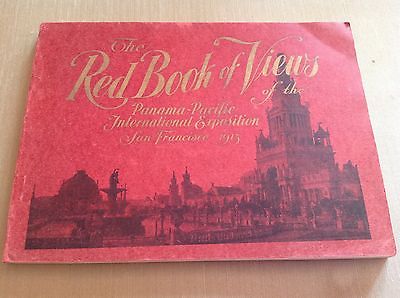 The
Red Book of Views
of the
Panama-Pacific
International Exposition
San Francisco 1915